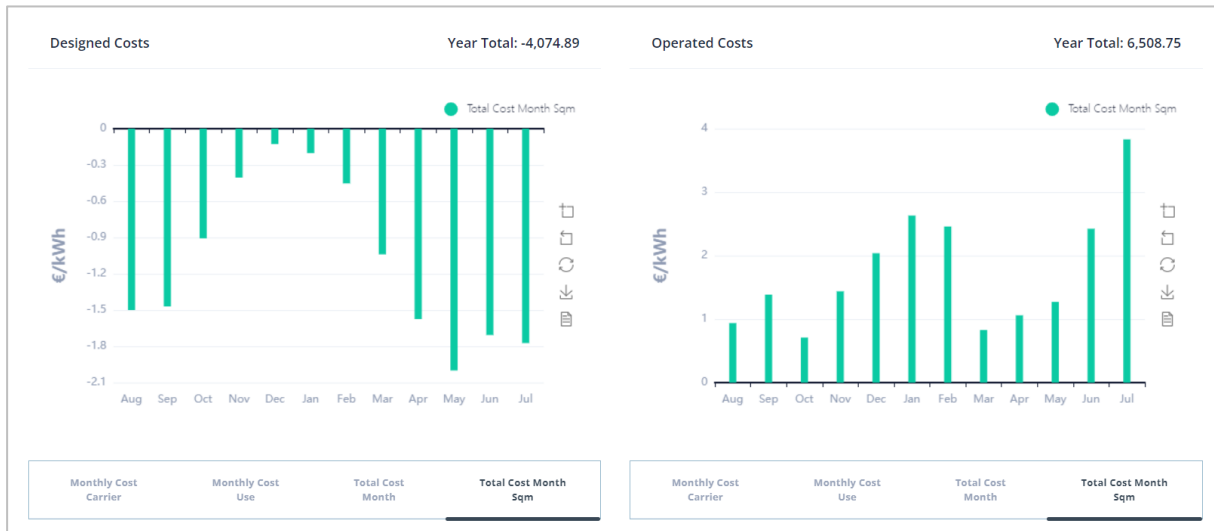 Designed Costs
Year Total: -4,074.89
Total Cost Month Sqm
0
-0.3
-0.6
-0.9
-1.2
-1.5
-1.8
-2.1
€/kWh
Aug Sep Oct Nov Dec Jan Feb Mar Apr May Jun Jul
Monthly Cost
Carrier
Monthly Cost
Use
Total Cost
Month
Total Cost Month
Sqm
Operated Costs
Year Total: 6,508.75
Total Cost Month Sqm
4
3
2
1
0
€/kWh
Aug Sep Oct Nov Dec Jan Feb Mar Apr May Jun Jul
Monthly Cost
Carrier
Monthly Cost
Use
Total Cost
Month
Total Cost Month
Sqm